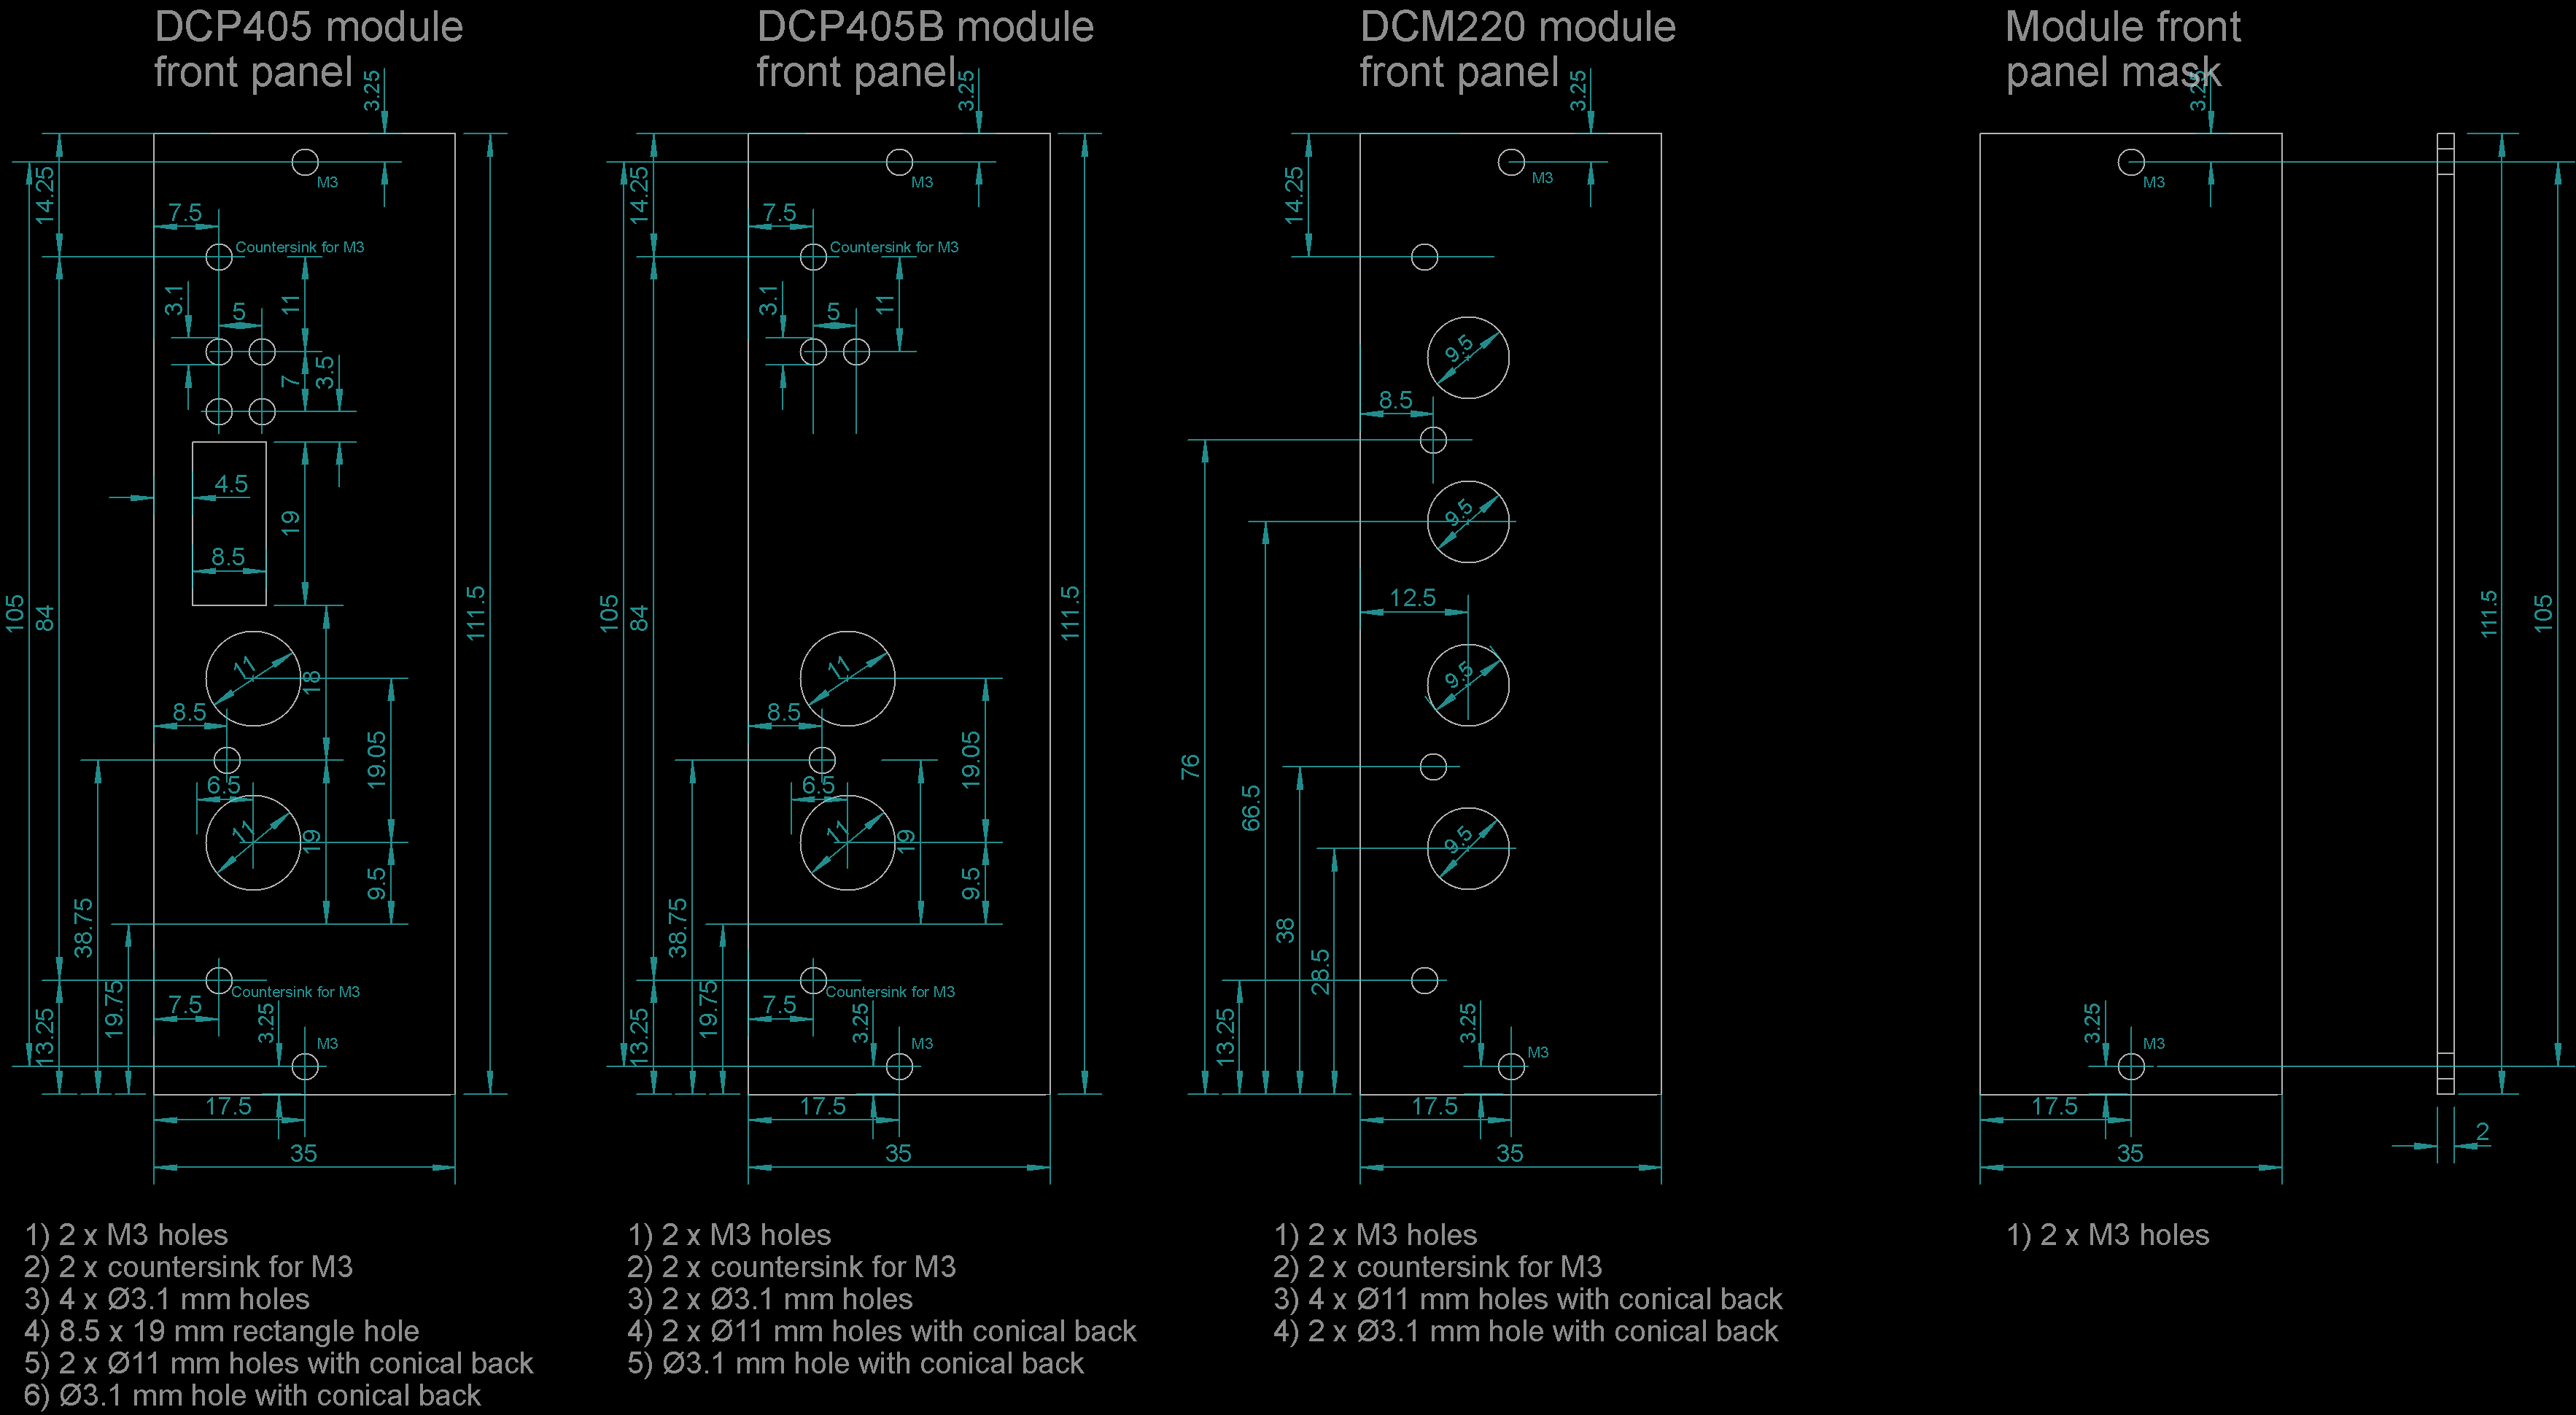 DCP405 module
front panel
3.25
14.25
M3
7.5
Countersink for M3
3.1
11
5
7
3.5
4.5
19
8.5
105
84
111.5
11
18
8.5
19.05
6.5
11
19
9.5
38.75
19.75
13.25
Countersink for M3
7.5
3.25
M3
17.5
35
1) 2 x M3 holes
2) 2 x countersink for M3
3) 4 x Ø3.1 mm holes
4) 8.5 x 19 mm rectangle hole
5) 2 x Ø11 mm holes with conical back
6) Ø3.1 mm hole with conical back
DCP405B module
front panel
3.25
14.25
M3
7.5
Countersink for M3
3.1
11
5
105
84
111.5
11
8.5
19.05
6.5
11
19
9.5
38.75
19.75
13.25
Countersink for M3
7.5
3.25
M3
17.5
35
1) 2 x M3 holes
2) 2 x countersink for M3
3) 2 x Ø3.1 mm holes
4) 2 x Ø11 mm holes with conical back
5) Ø3.1 mm hole with conical back
DCM220 module
front panel
3.25
14.25
M3
9.5
8.5
9.5
12.5
9.5
76
66.5
9.5
38
28.5
13.25
3.25
M3
17.5
35
1) 2 x M3 holes
2) 2 x countersink for M3
3) 4 x Ø11 mm holes with conical back
4) 2 x Ø3.1 mm hole with conical back
Module front
panel mask
3.25
M3
111.5
105
3.25
M3
17.5
35
2
1) 2 x M3 holes